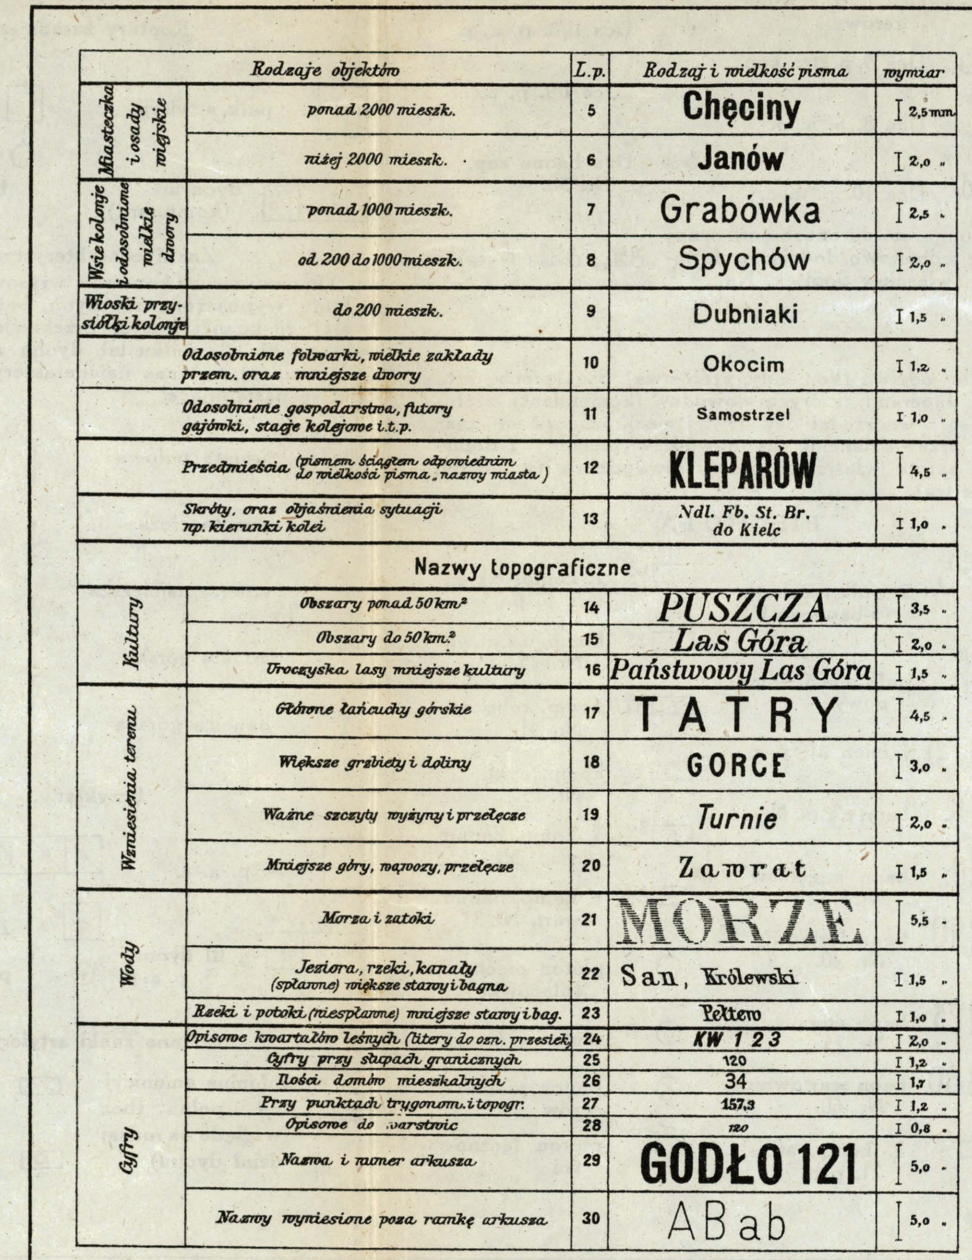 Rodzaje objektów L.p. Rodzaj i wielkość pisma wymiar
Miasteczka
i osady
miejskie
ponad 2000 mieszk. 5 Chęciny 2,5 mm.
niżej 2000 mieszk. 6 Janów 2,0 „
Wsie kolonje
i odosobnione
wielkie
dwory
ponad 1000 mieszk. 7 Grabówka 2,5 „
od 200 do 1000 mieszk. 8 Spychów 2,0 „
Wioski przy-
siółki kolonje
do 200 mieszk. 9 Dubniaki 1,5 „
Odosobnione folwarki, wielkie zakłady
przem. oraz mniejsze dwory 10 Okocim 1,2 „
Odosobnione gospodarstwa, futory
gajówki, stacje kolejowe i.t.p. 11 Samostrzel 1,0 „
Przedmieścia (pismem ściągłem odpowiednim
do wielkości pisma „nazwy miasta) 12 KLEPARÓW 4,5 „
Skróty, oraz objaśnienia sytuacji
np. kierunki kolei 13 Ndl. Fb. St. Br.
do Kielc 1,0 „
Nazwy topograficzne
Kultury
Obszary ponad 50 km² 14 PUSZCZA 3,5 „
Obszary do 50 km.² 15 Las Góra 2,0 „
Uroczyska lasy mniejsze kultury 16 Państwowy Las Góra 1,5 „
Wzniesienia terenu
Główne łańcuchy górskie 17 TATRY 4,5 „
Większe grzbiety i doliny 18 GORCE 3,0 „
Ważne szczyty wyżyny i przełęcze 19 Turnie 2,0 „
Mniejsze góry, wąwozy, przełęcze 20 Zawrat 1,5 „
Wody
Morza i zatoki 21 MORZE 5,5 „
Jeziora, rzeki, kanały
(spławne) większe stawy i bagna 22 San, Królewski 1,5 „
Rzeki i potoki (niespławne) mniejsze stawy i bag. 23 Pełtew 1,0 „
Cyfry
Opisowe kwartałów leśnych (litery do ozn. przesiek) 24 KW 1 2 3 2,0 „
Cyfry przy słupach granicznych 25 120 1,2 „
Ilości domów mieszkalnych 26 34 1,7 „
Przy punktach trygonom. i topogr. 27 157,3 1,2 „
Opisowe do warstwic 28 120 0,8 „
Nazwa i numer arkusza 29 GODŁO 121 5,0 „
Nazwy wyniesione poza ramkę arkusza 30 ABab 5,0 „